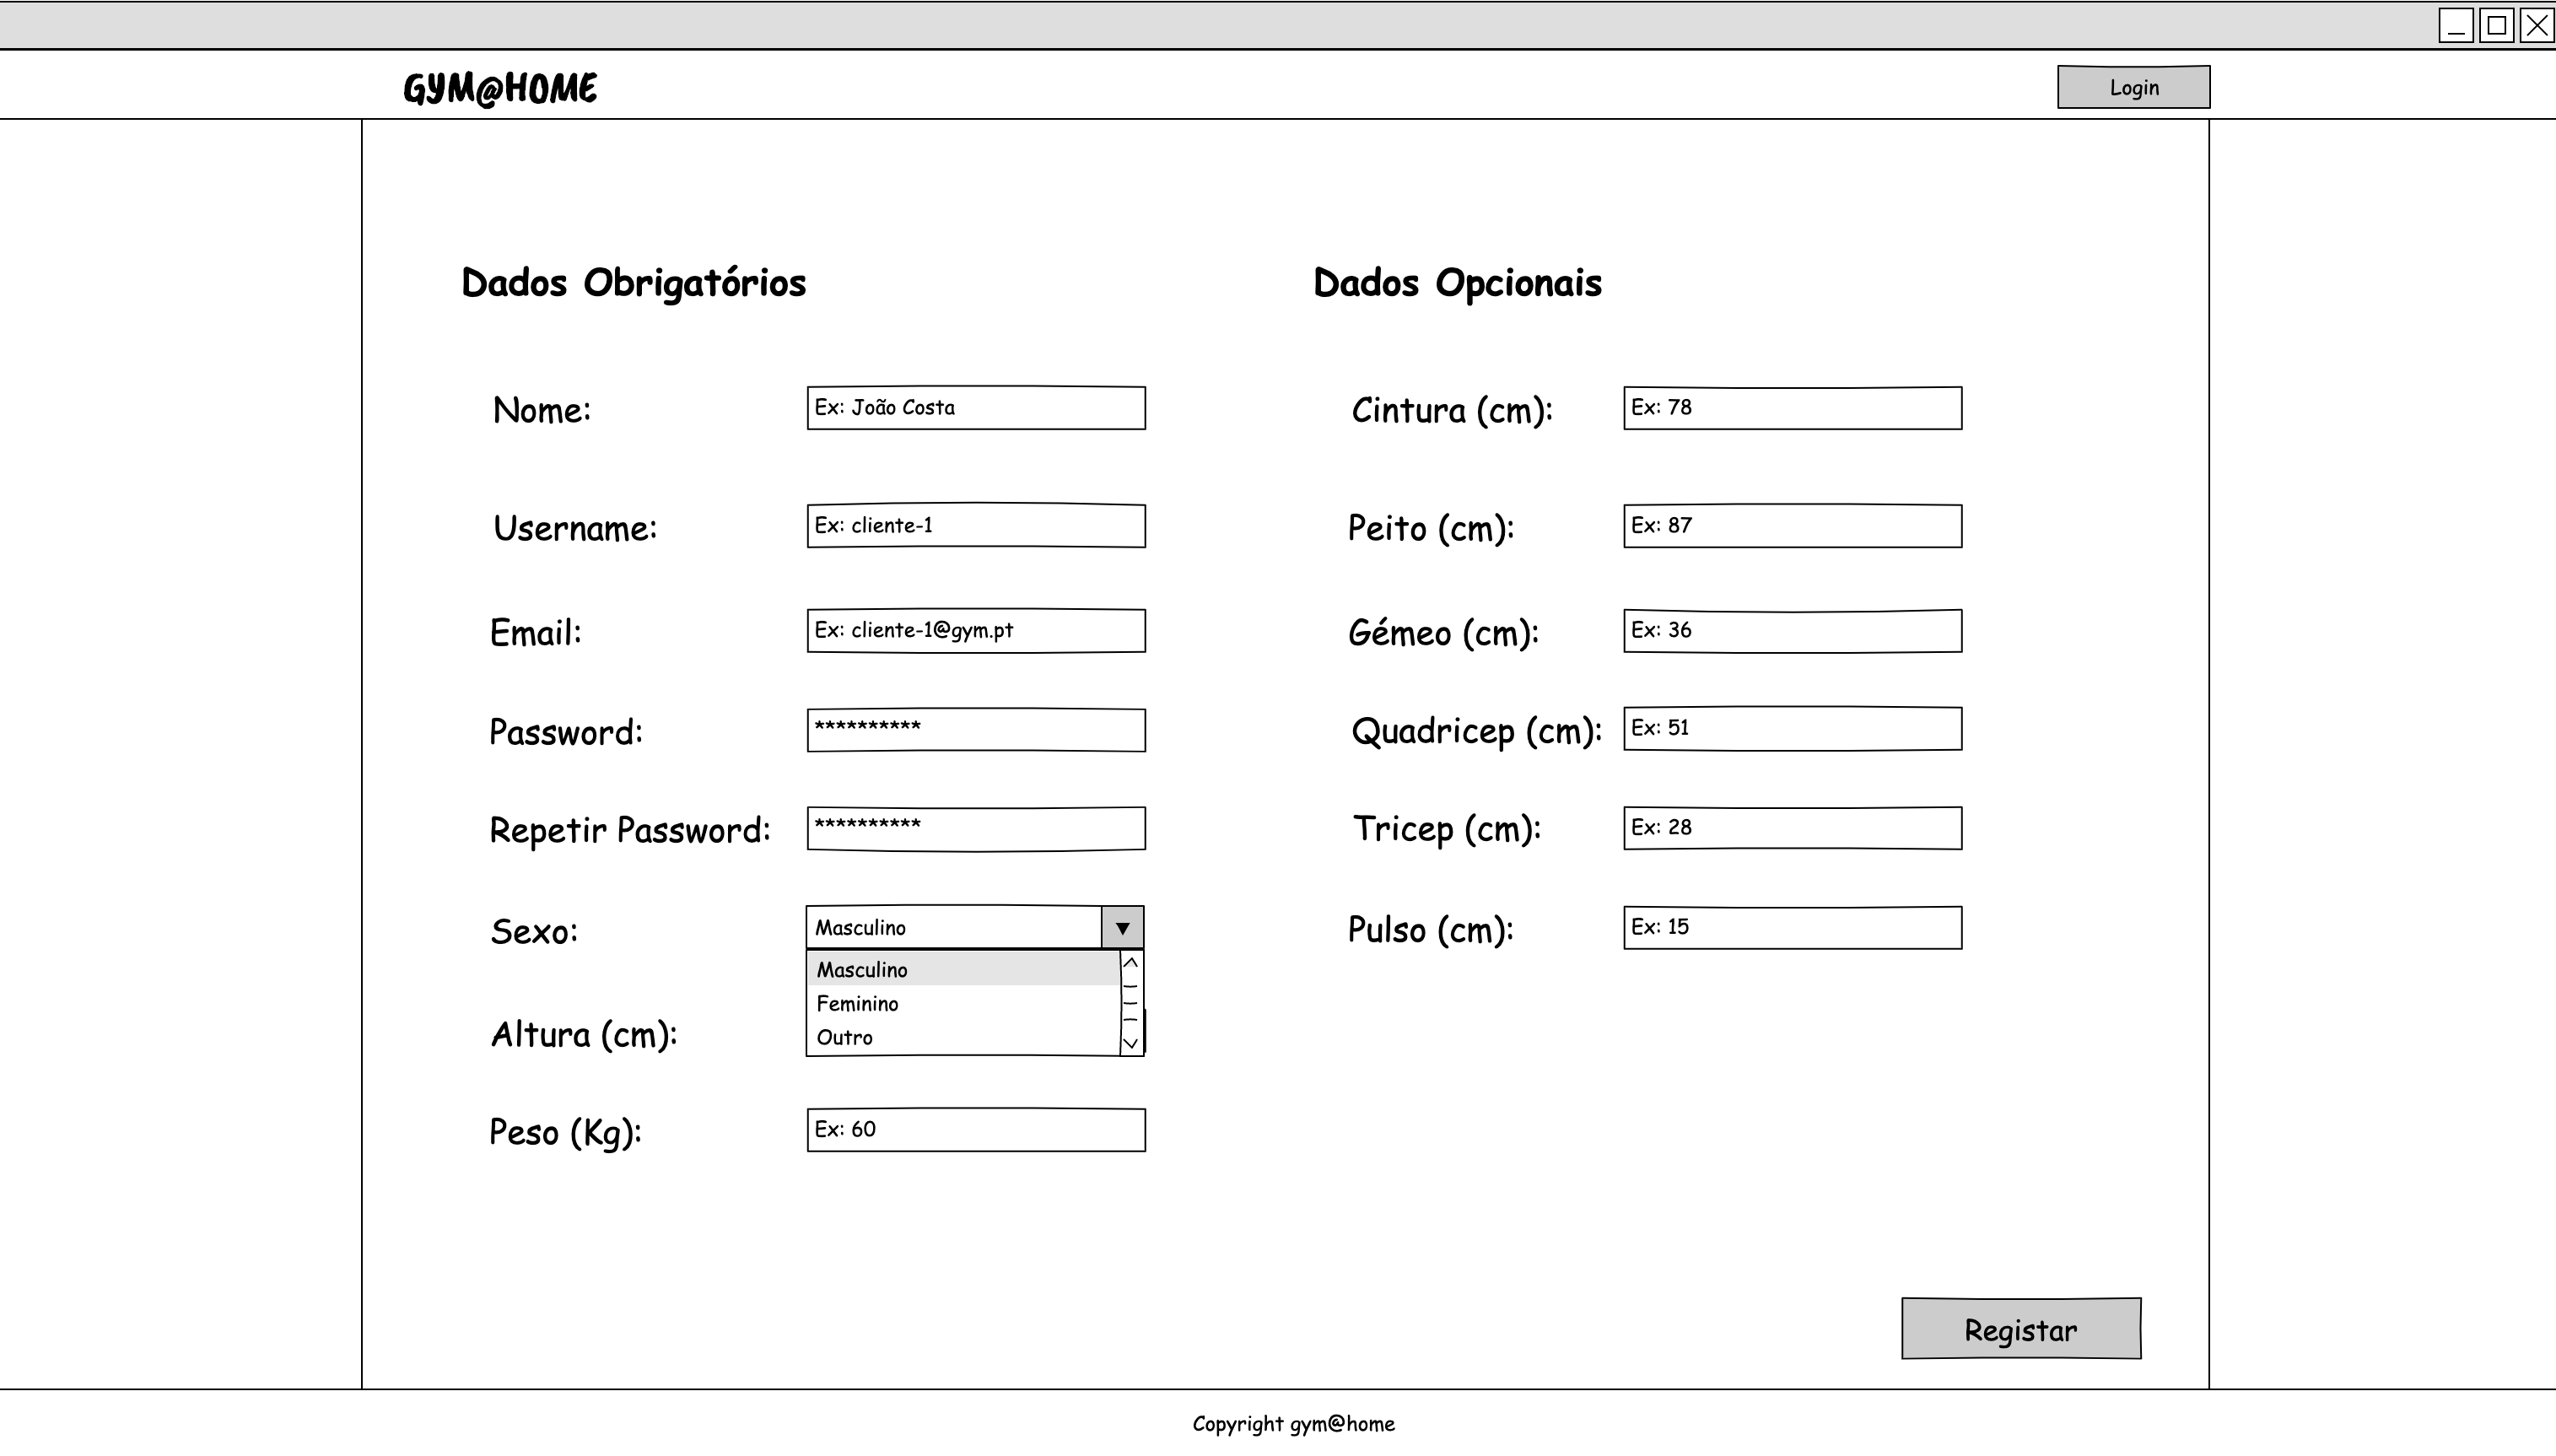 GYM@HOME
Login
Dados Obrigatórios
Nome:
Ex: João Costa
Username:
Ex: cliente-1
Email:
Ex: cliente-1@gym.pt
Password:
**********
Repetir Password:
**********
Sexo:
Masculino
Masculino
Feminino
Outro
Altura (cm):
Peso (Kg):
Ex: 60
Dados Opcionais
Cintura (cm):
Ex: 78
Peito (cm):
Ex: 87
Gémeo (cm):
Ex: 36
Quadricep (cm):
Ex: 51
Tricep (cm):
Ex: 28
Pulso (cm):
Ex: 15
Registar
Copyright gym@home